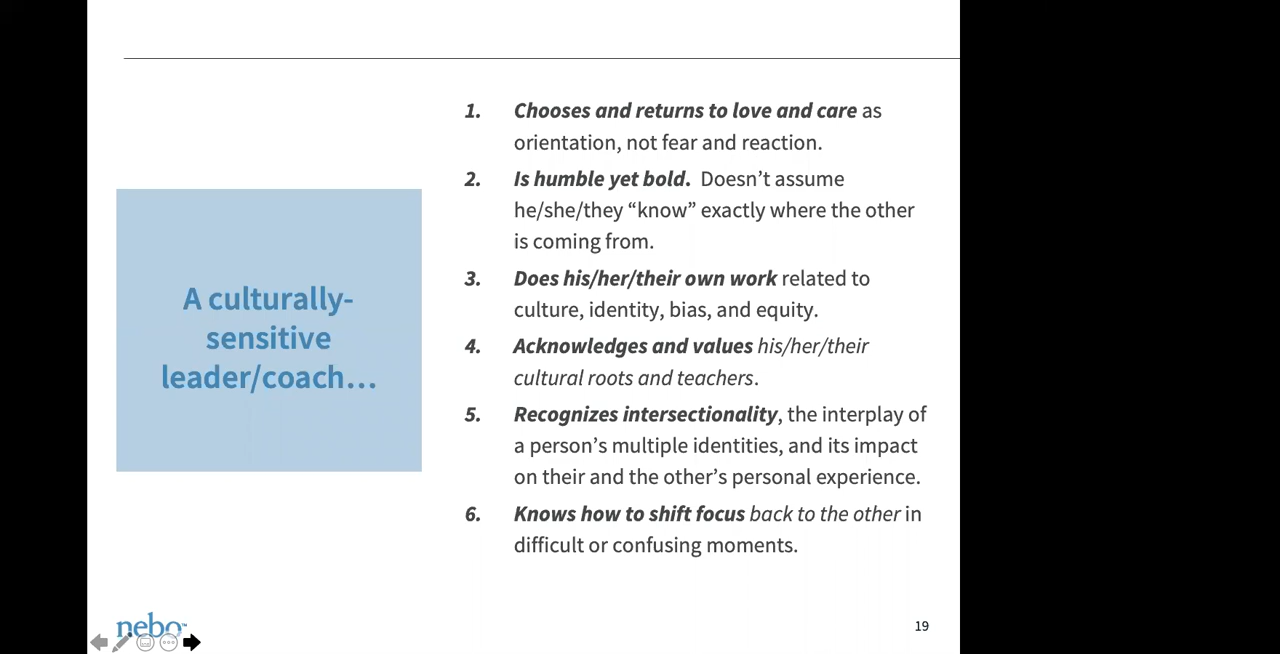 A culturally-
sensitive
leader/coach...
1. Chooses and returns to love and care as
orientation, not fear and reaction.
2. Is humble yet bold. Doesn’t assume
he/she/they “know” exactly where the other
is coming from.
3. Does his/her/their own work related to
culture, identity, bias, and equity.
4. Acknowledges and values his/her/their
cultural roots and teachers.
5. Recognizes intersectionality, the interplay of
a person’s multiple identities, and its impact
on their and the other’s personal experience.
6. Knows how to shift focus back to the other in
difficult or confusing moments.
nebo™
19